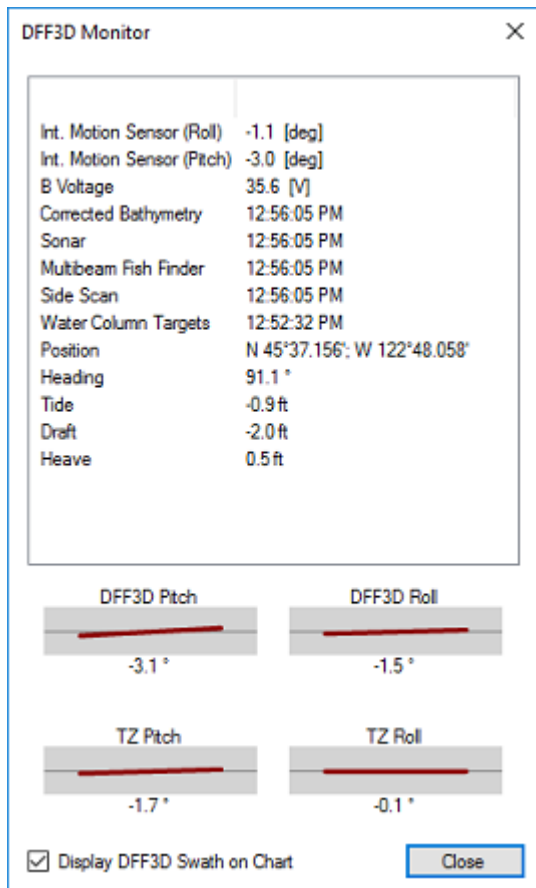 DFF3D Monitor
Int. Motion Sensor (Roll) -1.1 [deg]
Int. Motion Sensor (Pitch) -3.0 [deg]
B Voltage 35.6 [V]
Corrected Bathymetry 12:56:05 PM
Sonar 12:56:05 PM
Multibeam Fish Finder 12:56:05 PM
Side Scan 12:56:05 PM
Water Column Targets 12:52:32 PM
Position N 45°37.156'; W 122°48.058'
Heading 91.1 °
Tide -0.9 ft
Draft -2.0 ft
Heave 0.5 ft
DFF3D Pitch DFF3D Roll
-3.1 ° -1.5 °
TZ Pitch TZ Roll
-1.7 ° -0.1 °
Display DFF3D Swath on Chart Close